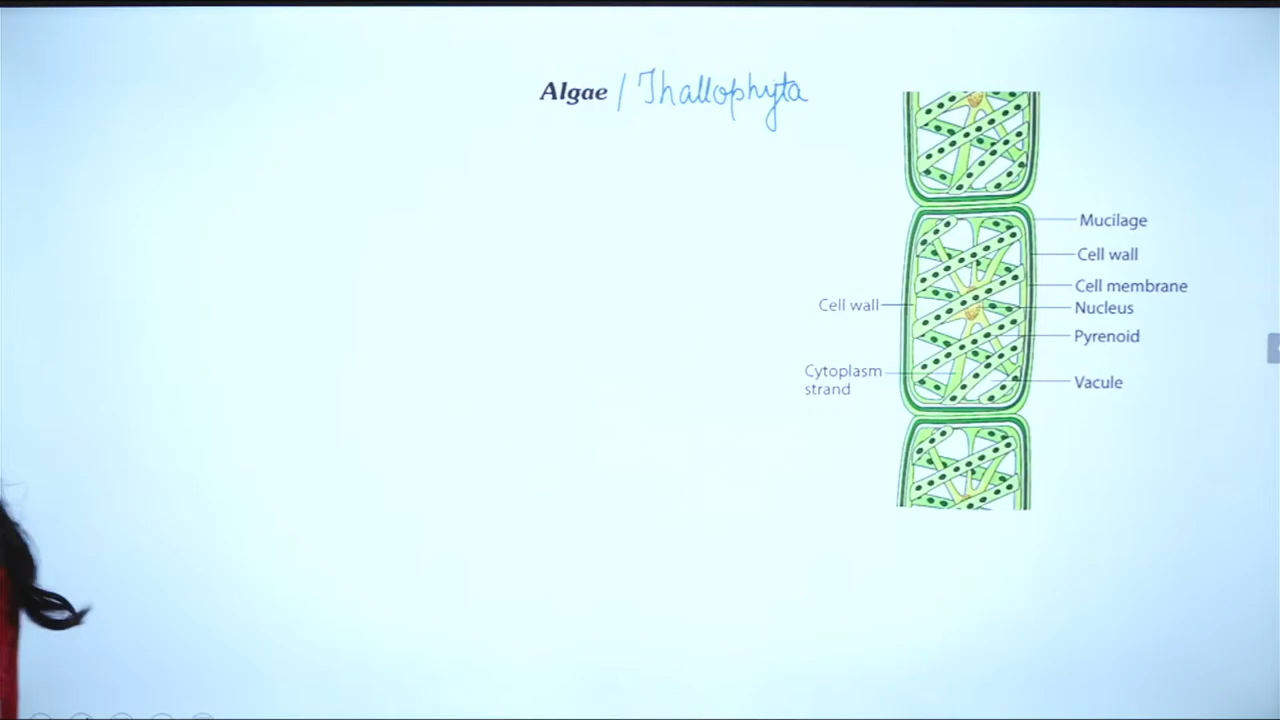 Algae / Thallophyta
Mucilage
Cell wall
Cell membrane
Nucleus
Pyrenoid
Vacule
Cell wall
Cytoplasm
strand